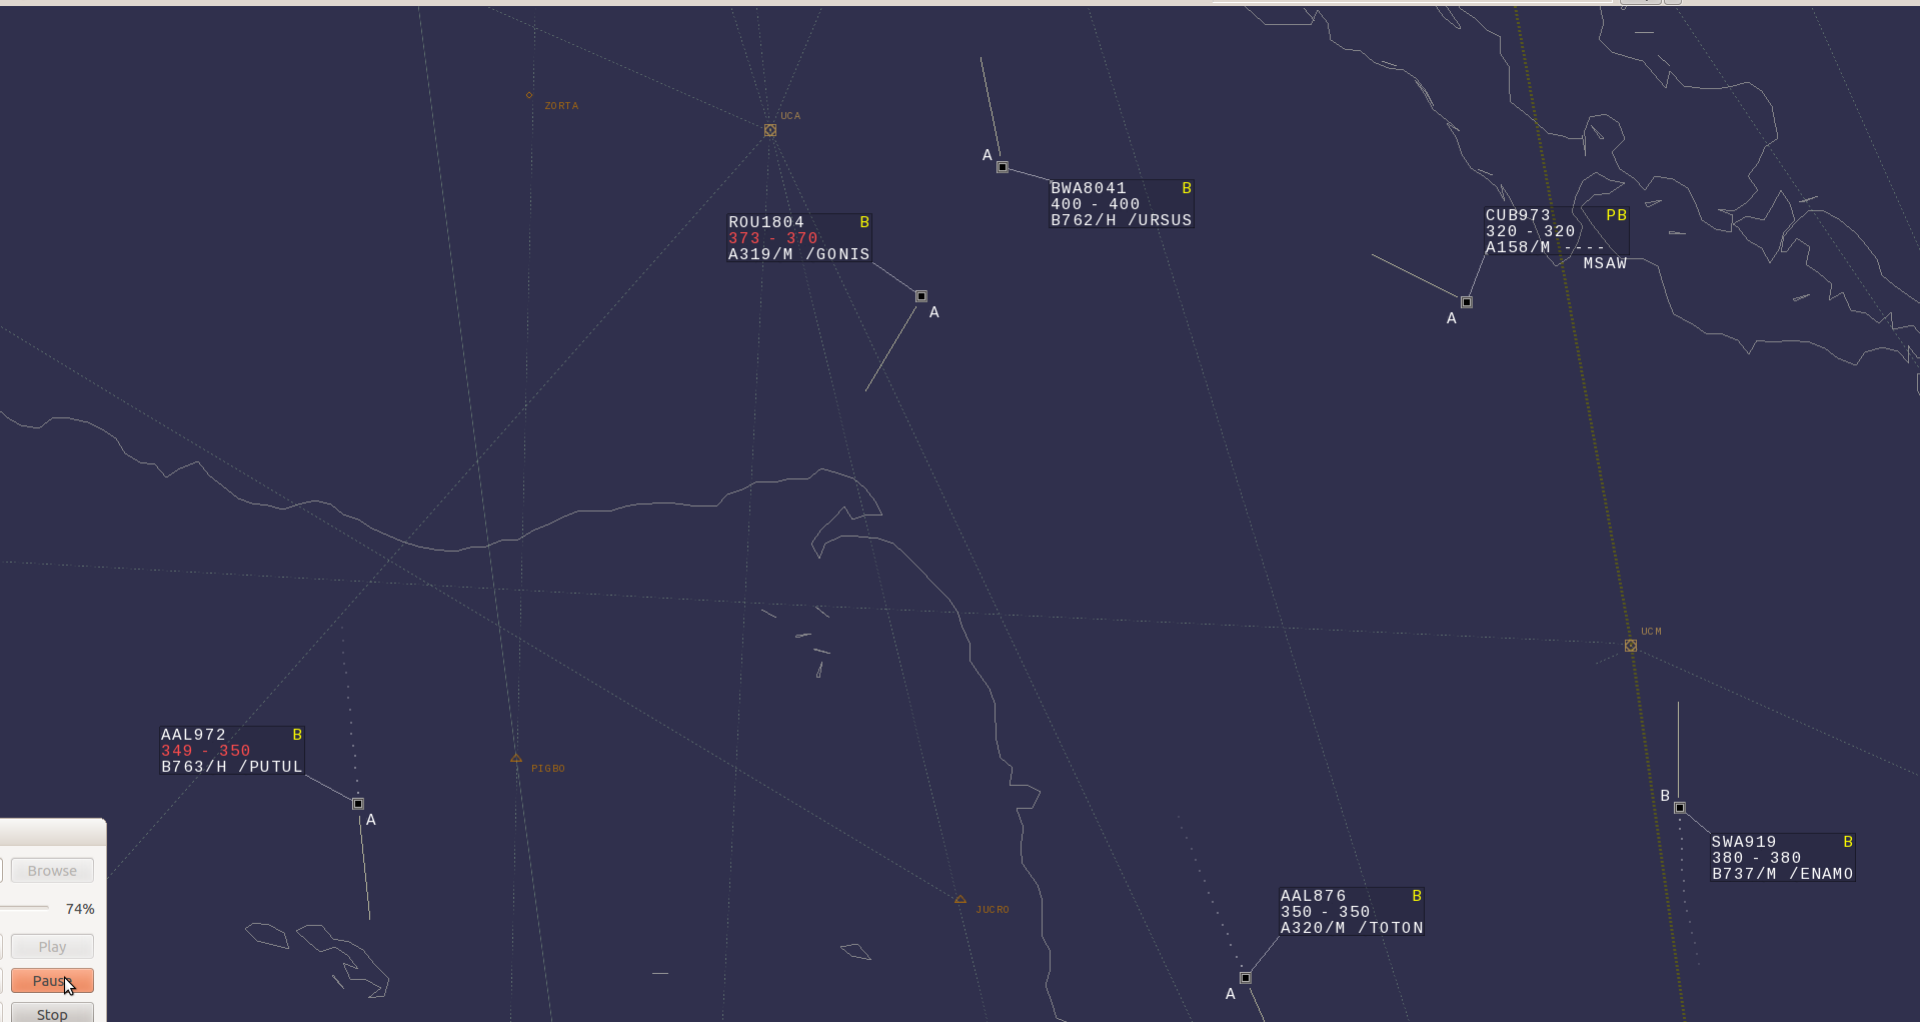 ZORTA
UCA
A
BWA8041 B
400 - 400
B762/H /URSUS
ROU1804 B
373 - 370
A319/M /GONIS
A
CUB973 PB
320 - 320
A158/M ----
MSAW
A
UCM
AAL972 B
349 - 350
B763/H /PUTUL
A
PIGBO
B
SWA919 B
380 - 380
B737/M /ENAMO
AAL876 B
350 - 350
A320/M /TOTON
A
JUCRO
Browse
74%
Play
Paus
Stop